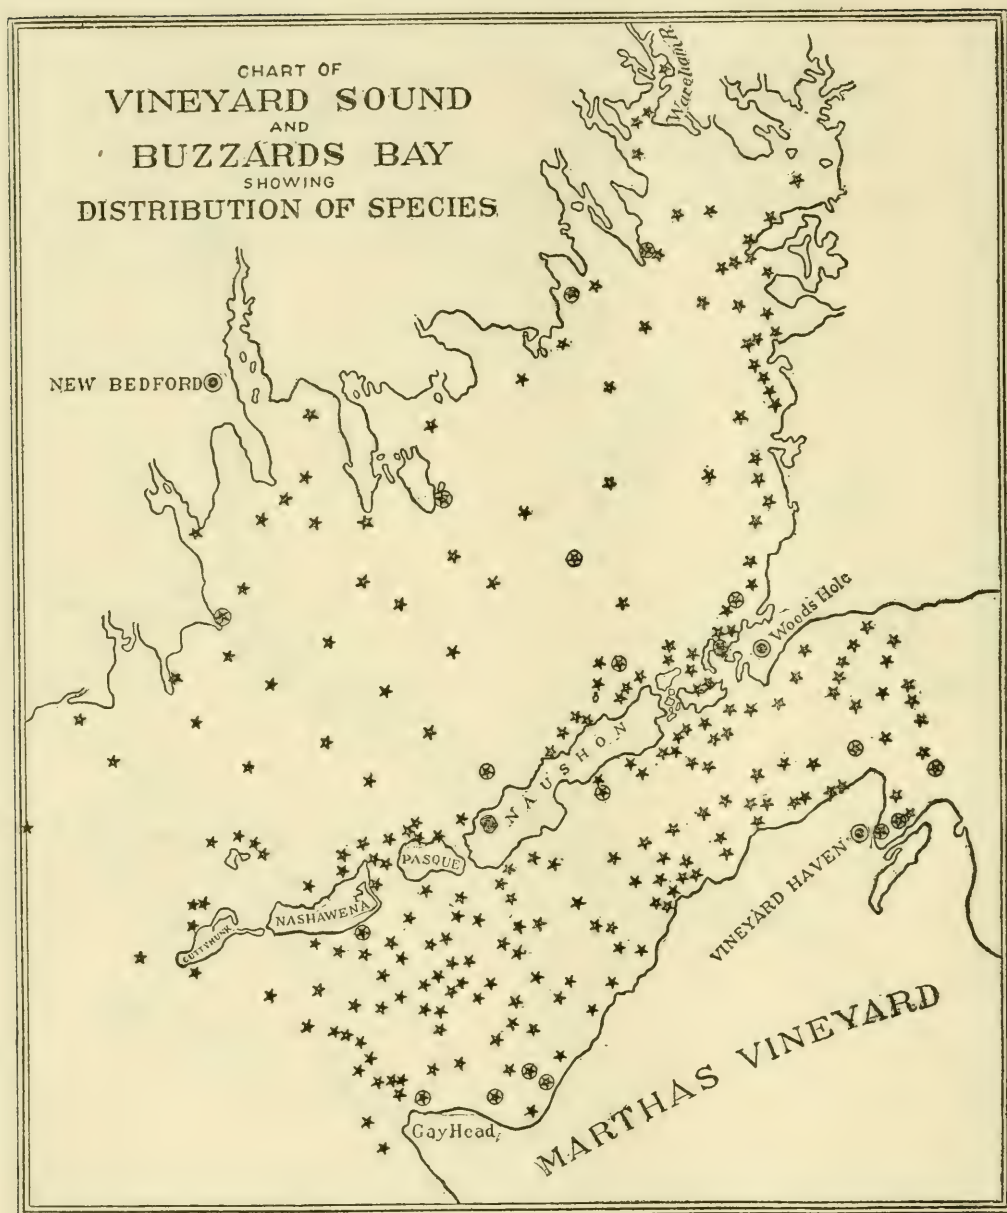 CHART OF
VINEYARD SOUND
AND
BUZZARDS BAY
SHOWING
DISTRIBUTION OF SPECIES.
Wareham R.
NEW BEDFORD
Woods Hole
NAUSHON
PASQUE
NASHAWENA
CUTTYHUNK
VINEYARD HAVEN
MARTHAS VINEYARD
Gay Head